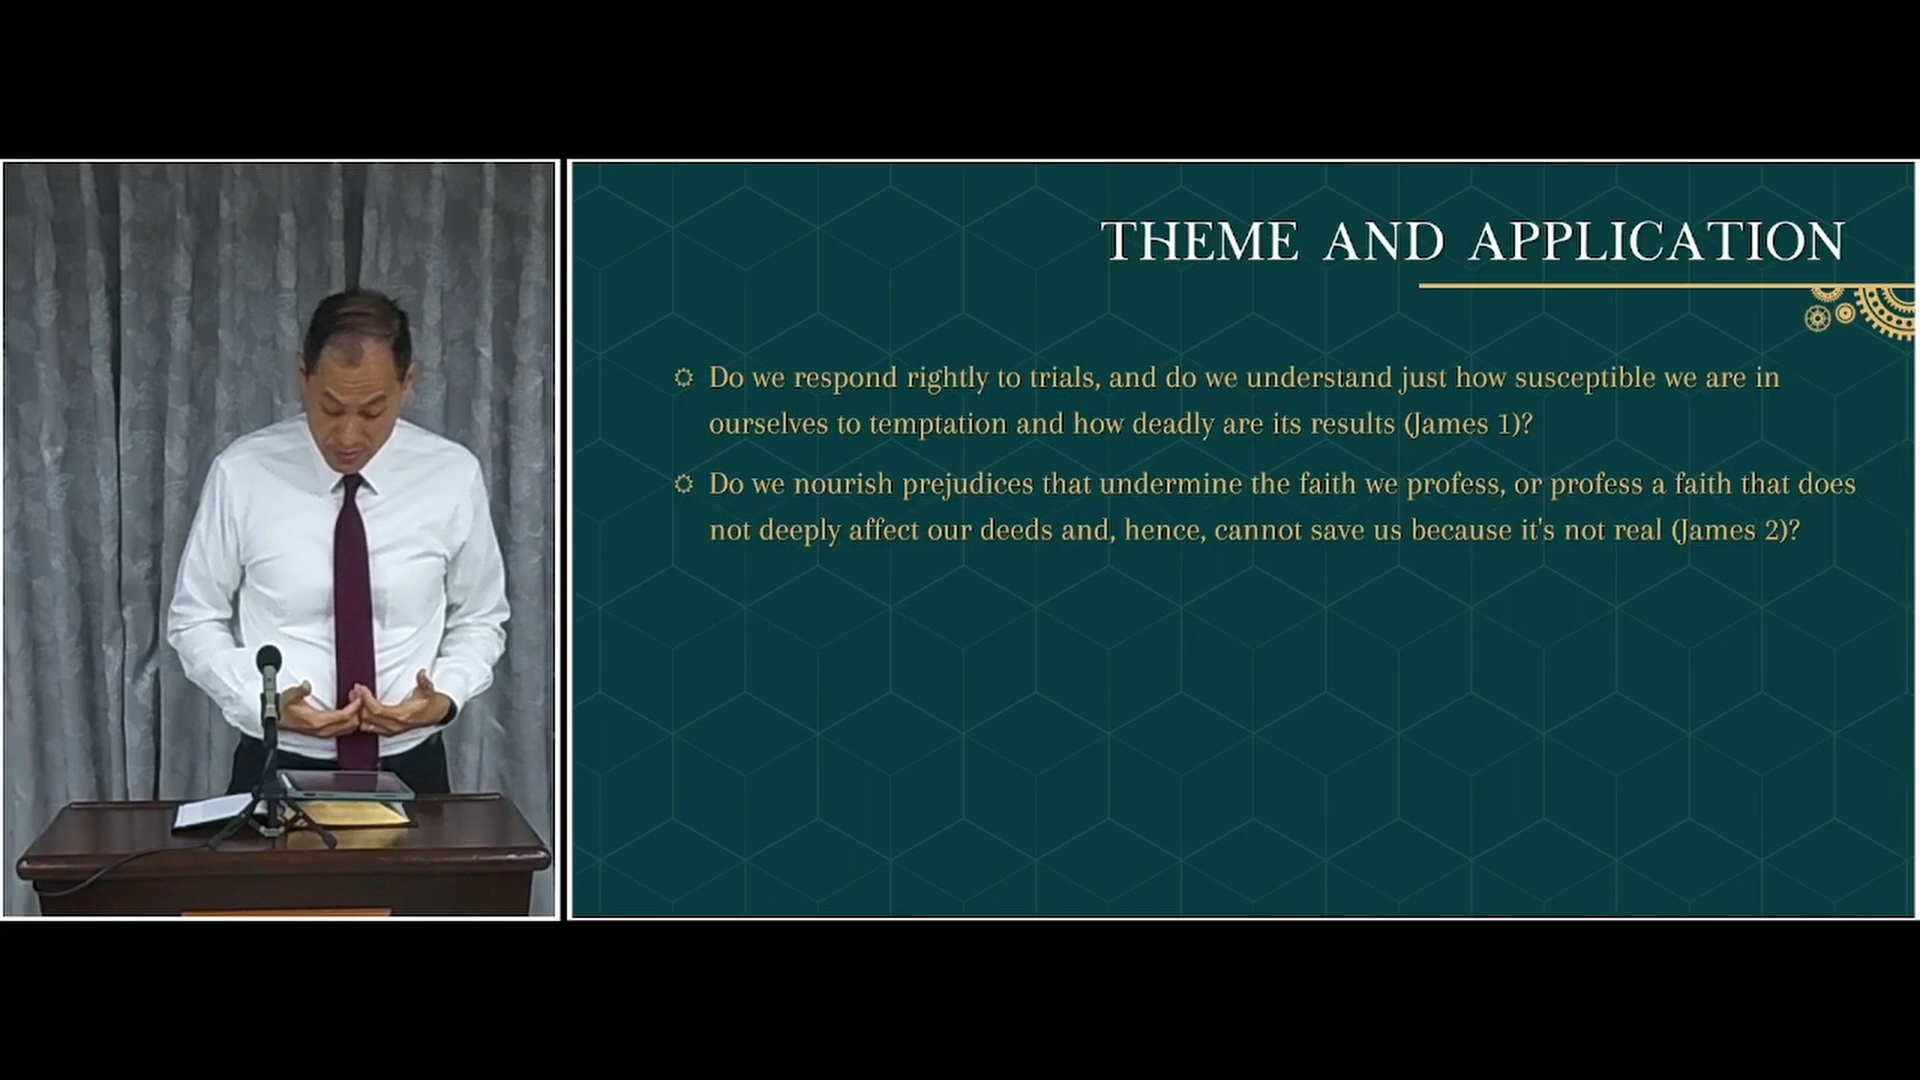 THEME AND APPLICATION
Do we respond rightly to trials, and do we understand just how susceptible we are in
ourselves to temptation and how deadly are its results (James 1)?
Do we nourish prejudices that undermine the faith we profess, or profess a faith that does
not deeply affect our deeds and, hence, cannot save us because it's not real (James 2)?